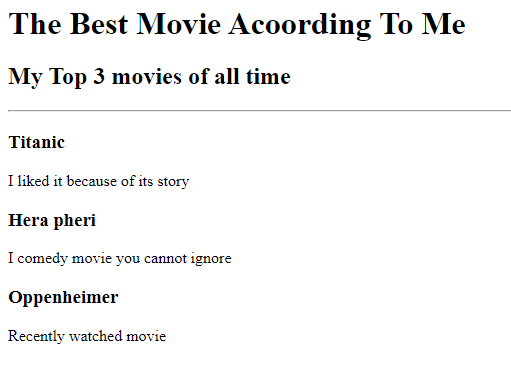 The Best Movie Acoording To Me
My Top 3 movies of all time
Titanic
I liked it because of its story
Hera pheri
I comedy movie you cannot ignore
Oppenheimer
Recently watched movie